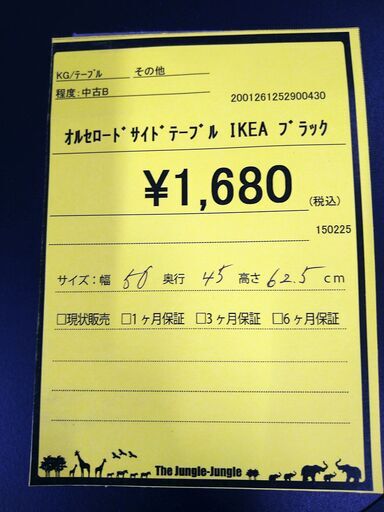 KG/テーブル その他
程度:中古B 2001261252900430
オルセロードサイドテーブル IKEA ブラック
¥1,680 (税込)
150225
サイズ:幅 50 奥行 45 高さ 62.5 cm
□現状販売 □1ヶ月保証 □3ヶ月保証 □6ヶ月保証
The Jungle-Jungle